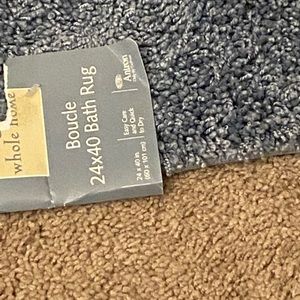 whole home
Boucle
24x40 Bath Rug
Easy Care
and Quick
to Dry
24 x 40 in.
(60 x 101 cm)